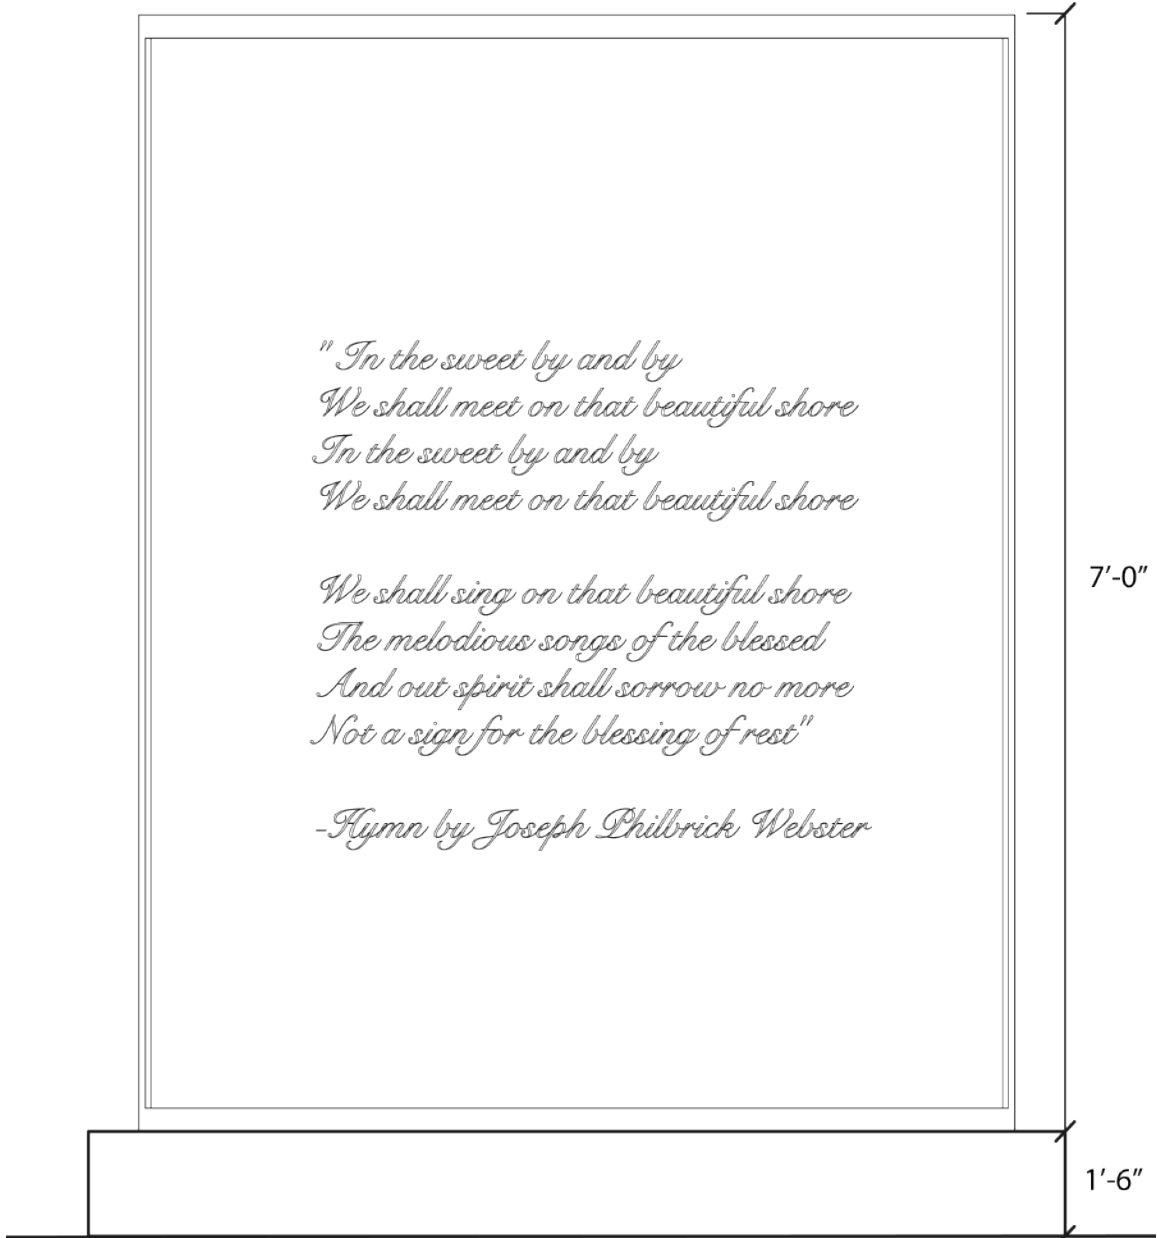 " In the sweet by and by
We shall meet on that beautiful shore
In the sweet by and by
We shall meet on that beautiful shore
We shall sing on that beautiful shore
The melodious songs of the blessed
And out spirit shall sorrow no more
Not a sign for the blessing of rest"
-Hymn by Joseph Philbrick Webster
7'-0"
1'-6"